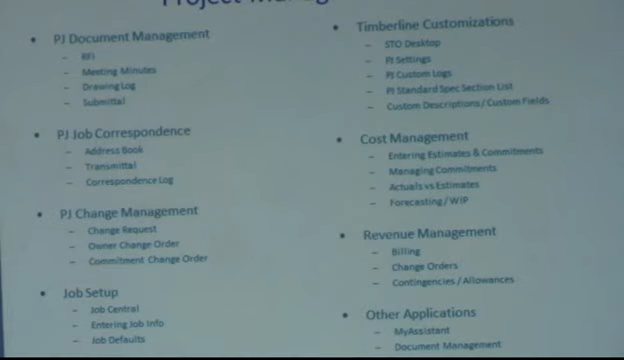 Project Manag
PJ Document Management
RFI
Meeting Minutes
Drawing Log
Submittal
PJ Job Correspondence
Address Book
Transmittal
Correspondence Log
PJ Change Management
Change Request
Owner Change Order
Commitment Change Order
Job Setup
Job Central
Entering Job Info
Job Defaults
Timberline Customizations
STO Desktop
PJ Settings
PJ Custom Logs
PJ Standard Spec Section List
Custom Descriptions / Custom Fields
Cost Management
Entering Estimates & Commitments
Managing Commitments
Actuals vs Estimates
Forecasting / WIP
Revenue Management
Billing
Change Orders
Contingencies / Allowances
Other Applications
MyAssistant
Document Management